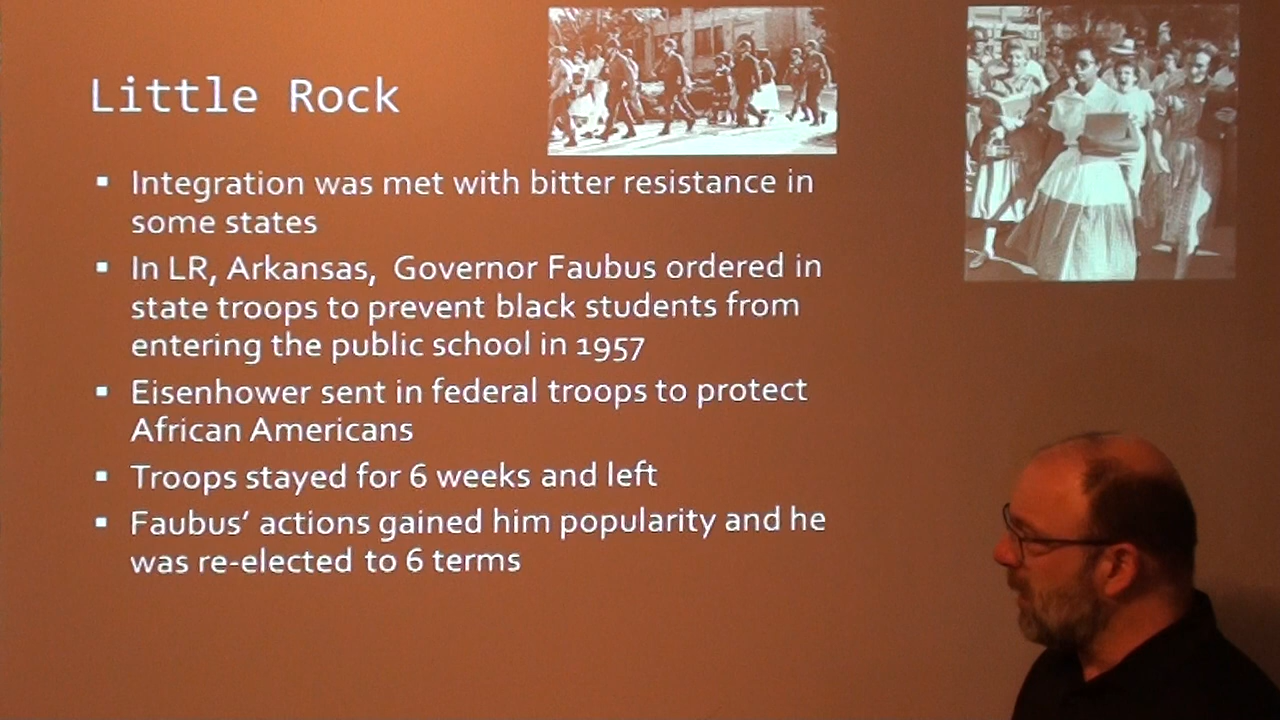 Little Rock
▪ Integration was met with bitter resistance in
some states
▪ In LR, Arkansas, Governor Faubus ordered in
state troops to prevent black students from
entering the public school in 1957
▪ Eisenhower sent in federal troops to protect
African Americans
▪ Troops stayed for 6 weeks and left
▪ Faubus' actions gained him popularity and he
was re-elected to 6 terms